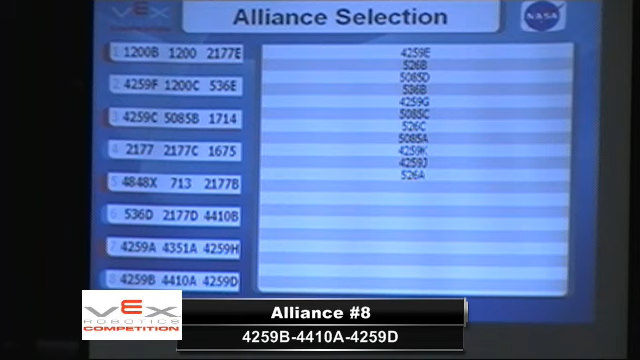 VEX
Alliance Selection
NASA
1 1200B 1200 2177E
2 4259F 1200C 536E
3 4259C 5085B 1714
4 2177 2177C 1675
5 4848X 713 2177B
6 536D 2177D 4410B
7 4259A 4351A 4259H
8 4259B 4410A 4259D
4259E
526B
5085D
536B
4259G
5085C
526C
5085A
4259K
4259J
526A
VEX
ROBOTICS
COMPETITION
Alliance #8
4259B-4410A-4259D